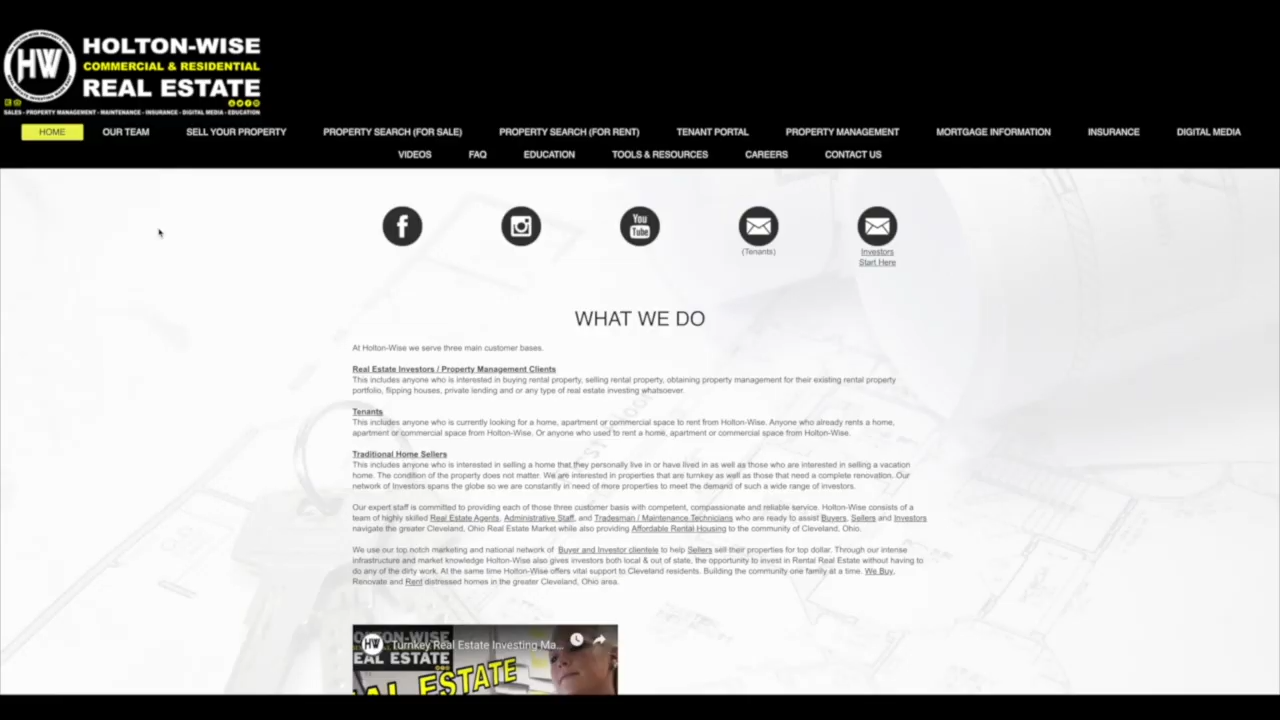 HOLTON-WISE
COMMERCIAL & RESIDENTIAL
REAL ESTATE
SALES - PROPERTY MANAGEMENT - MAINTENANCE - INSURANCE - DIGITAL MEDIA - EDUCATION
HW
HOME OUR TEAM SELL YOUR PROPERTY PROPERTY SEARCH (FOR SALE) PROPERTY SEARCH (FOR RENT) TENANT PORTAL PROPERTY MANAGEMENT MORTGAGE INFORMATION INSURANCE DIGITAL MEDIA
VIDEOS FAQ EDUCATION TOOLS & RESOURCES CAREERS CONTACT US
You
Tube
(Tenants) Investors
Start Here
WHAT WE DO
At Holton-Wise we serve three main customer bases.
Real Estate Investors / Property Management Clients
This includes anyone who is interested in buying rental property, selling rental property, obtaining property management for their existing rental property
portfolio, flipping houses, private lending and or any type of real estate investing whatsoever.
Tenants
This includes anyone who is currently looking for a home, apartment or commercial space to rent from Holton-Wise. Anyone who already rents a home,
apartment or commercial space from Holton-Wise. Or anyone who used to rent a home, apartment or commercial space from Holton-Wise.
Traditional Home Sellers
This includes anyone who is interested in selling a home that they personally live in or have lived in as well as those who are interested in selling a vacation
home. The condition of the property does not matter. We are interested in properties that are turnkey as well as those that need a complete renovation. Our
network of Investors spans the globe so we are constantly in need of more properties to meet the demand of such a wide range of investors.
Our expert staff is committed to providing each of those three customer basis with competent, compassionate and reliable service. Holton-Wise consists of a
team of highly skilled Real Estate Agents, Administrative Staff, and Tradesman / Maintenance Technicians who are ready to assist Buyers, Sellers and Investors
navigate the greater Cleveland, Ohio Real Estate Market while also providing Affordable Rental Housing to the community of Cleveland, Ohio.
We use our top notch marketing and national network of Buyer and Investor clientele to help Sellers sell their properties for top dollar. Through our intense
infrastructure and market knowledge Holton-Wise also gives investors both local & out of state, the opportunity to invest in Rental Real Estate without having to
do any of the dirty work. At the same time Holton-Wise offers vital support to Cleveland residents. Building the community one family at a time. We Buy,
Renovate and Rent distressed homes in the greater Cleveland, Ohio area.
HW Turnkey Real Estate Investing Ma...
EAL ESTATE
AL ESTATE